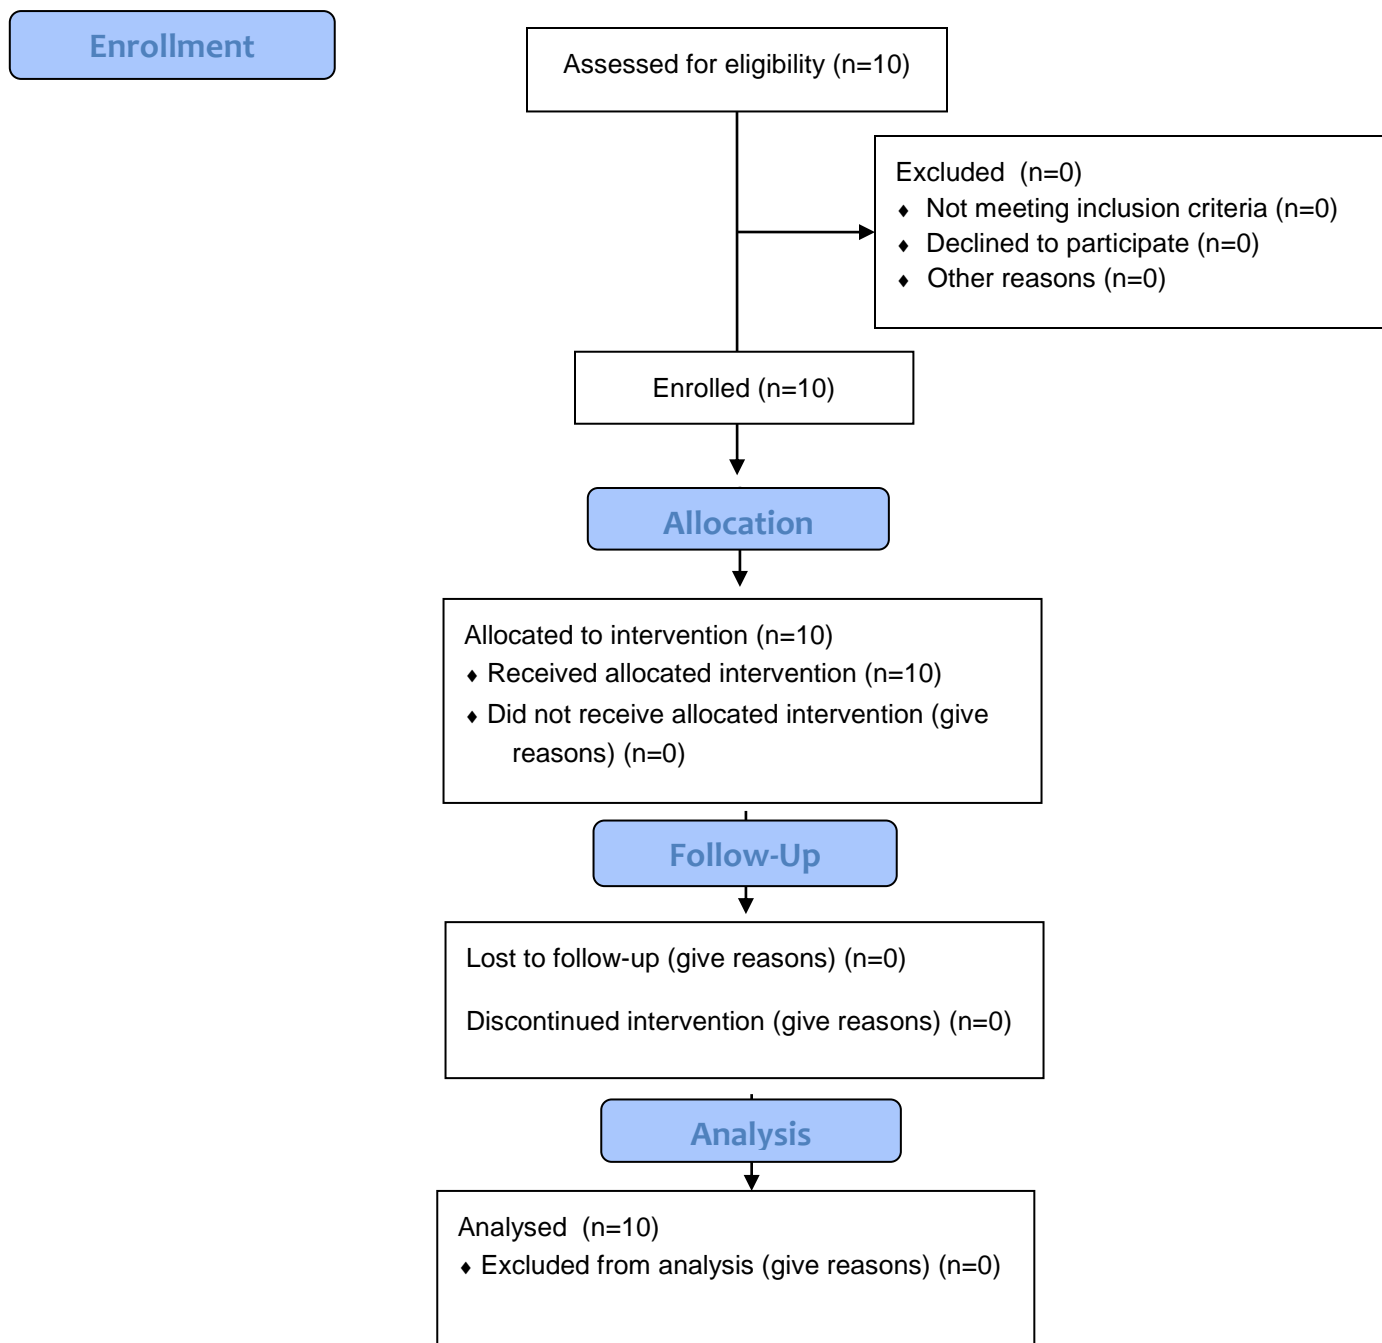 Enrollment
Assessed for eligibility (n=10)
Excluded  (n=0)
♦ Not meeting inclusion criteria (n=0)
♦ Declined to participate (n=0)
♦ Other reasons (n=0)
Enrolled (n=10)
Allocation
Allocated to intervention (n=10)
♦ Received allocated intervention (n=10)
♦ Did not receive allocated intervention (give
reasons) (n=0)
Follow-Up
Lost to follow-up (give reasons) (n=0)
Discontinued intervention (give reasons) (n=0)
Analysis
Analysed  (n=10)
♦ Excluded from analysis (give reasons) (n=0)